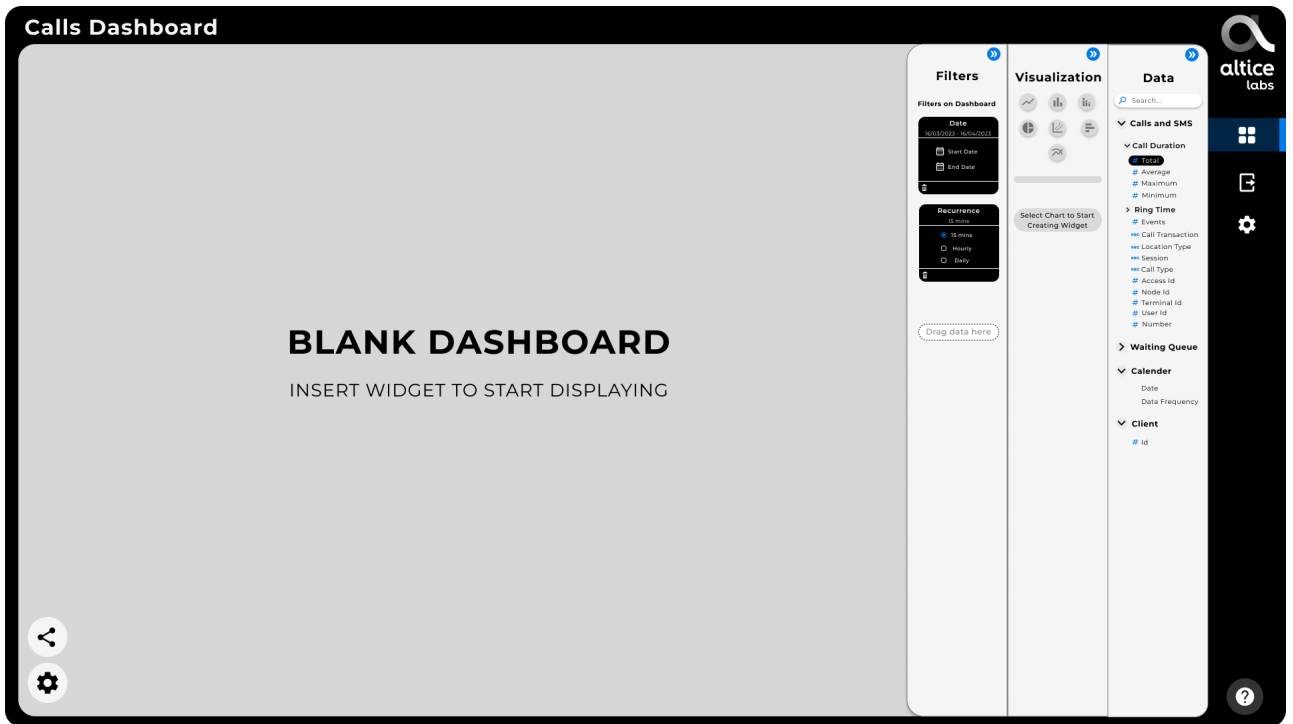 Calls Dashboard
altice
labs
BLANK DASHBOARD
INSERT WIDGET TO START DISPLAYING
Filters
Filters on Dashboard
Date
16/03/2023 - 16/04/2023
Start Date
End Date
Recurrence
15 mins
15 mins
Hourly
Daily
Drag data here
Visualization
Select Chart to Start
Creating Widget
Data
Search...
Calls and SMS
Call Duration
# Total
# Average
# Maximum
# Minimum
Ring Time
# Events
ABC Call Transaction
ABC Location Type
ABC Session
ABC Call Type
# Access Id
# Node Id
# Terminal Id
# User Id
# Number
Waiting Queue
Calender
Date
Data Frequency
Client
# Id
?